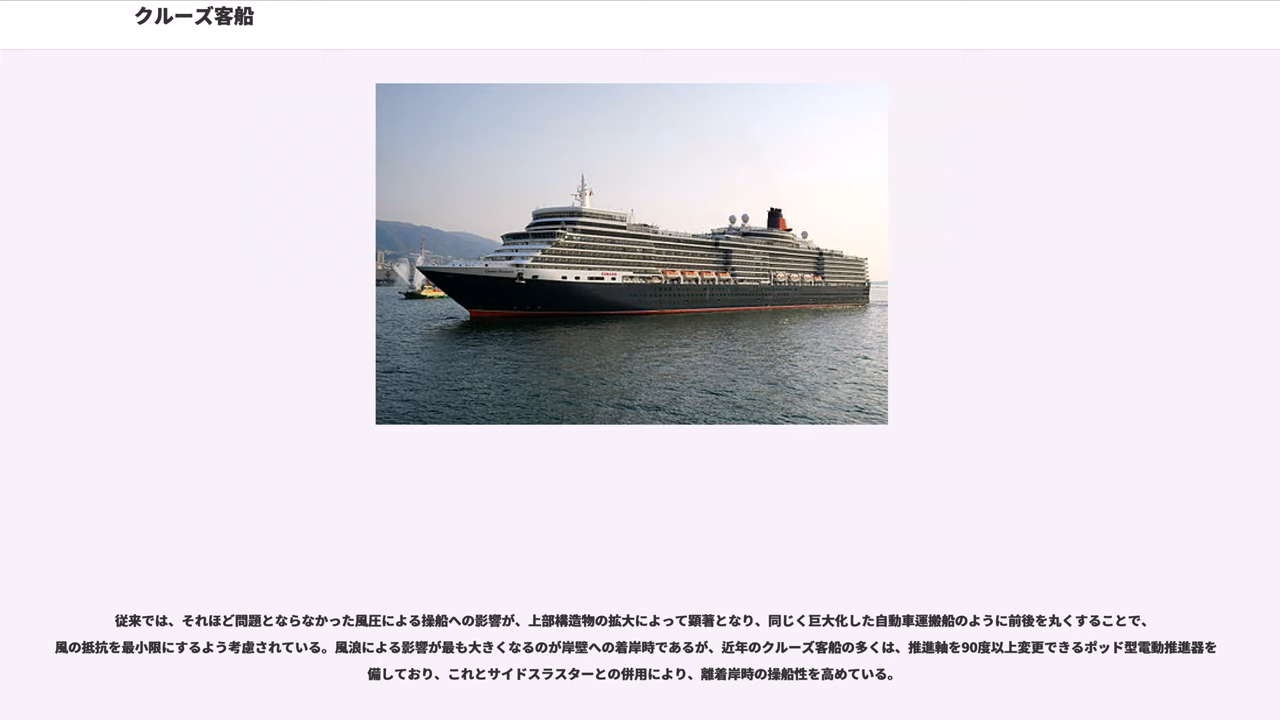 クルーズ客船
CUNARD
従来では、それほど問題とならなかった風圧による操船への影響が、上部構造物の拡大によって顕著となり、同じく巨大化した自動車運搬船のように前後を丸くすることで、
風の抵抗を最小限にするよう考慮されている。風浪による影響が最も大きくなるのが岸壁への着岸時であるが、近年のクルーズ客船の多くは、推進軸を90度以上変更できるポッド型電動推進器を
備しており、これとサイドスラスターとの併用により、離着岸時の操船性を高めている。